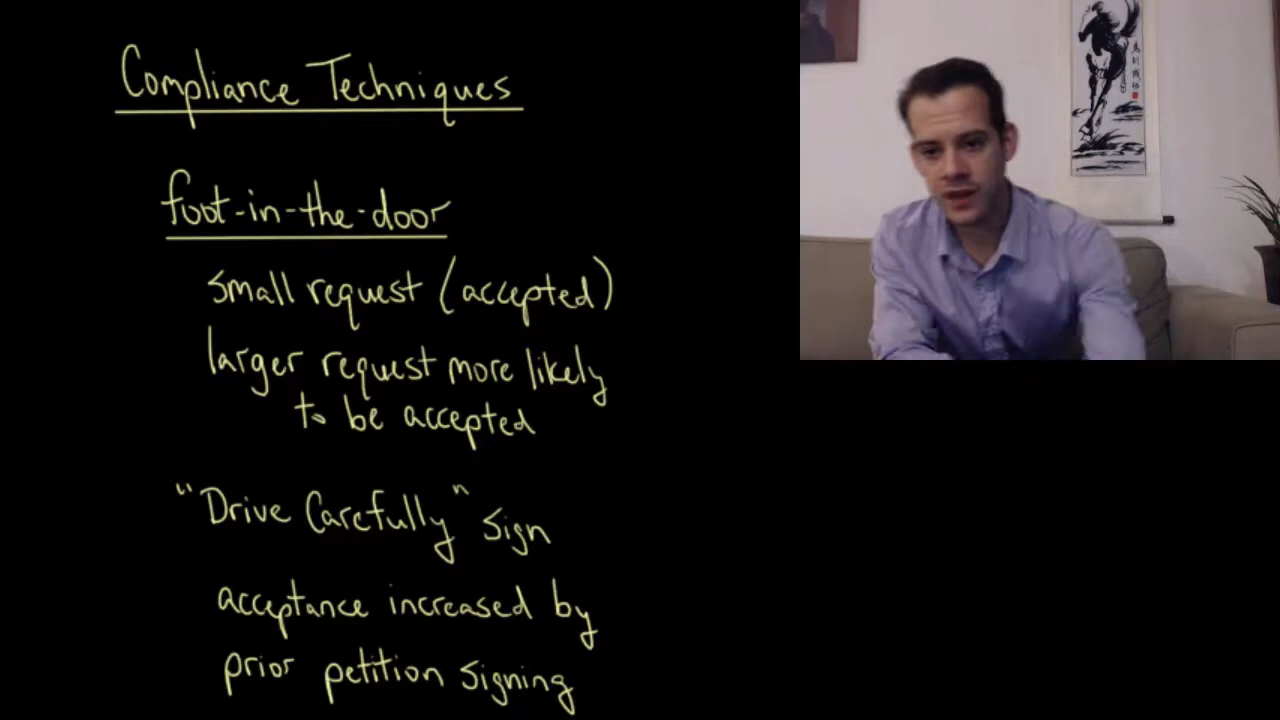 Compliance Techniques
foot-in-the-door
small request (accepted)
larger request more likely
to be accepted
"Drive Carefully" sign
acceptance increased by
prior petition signing